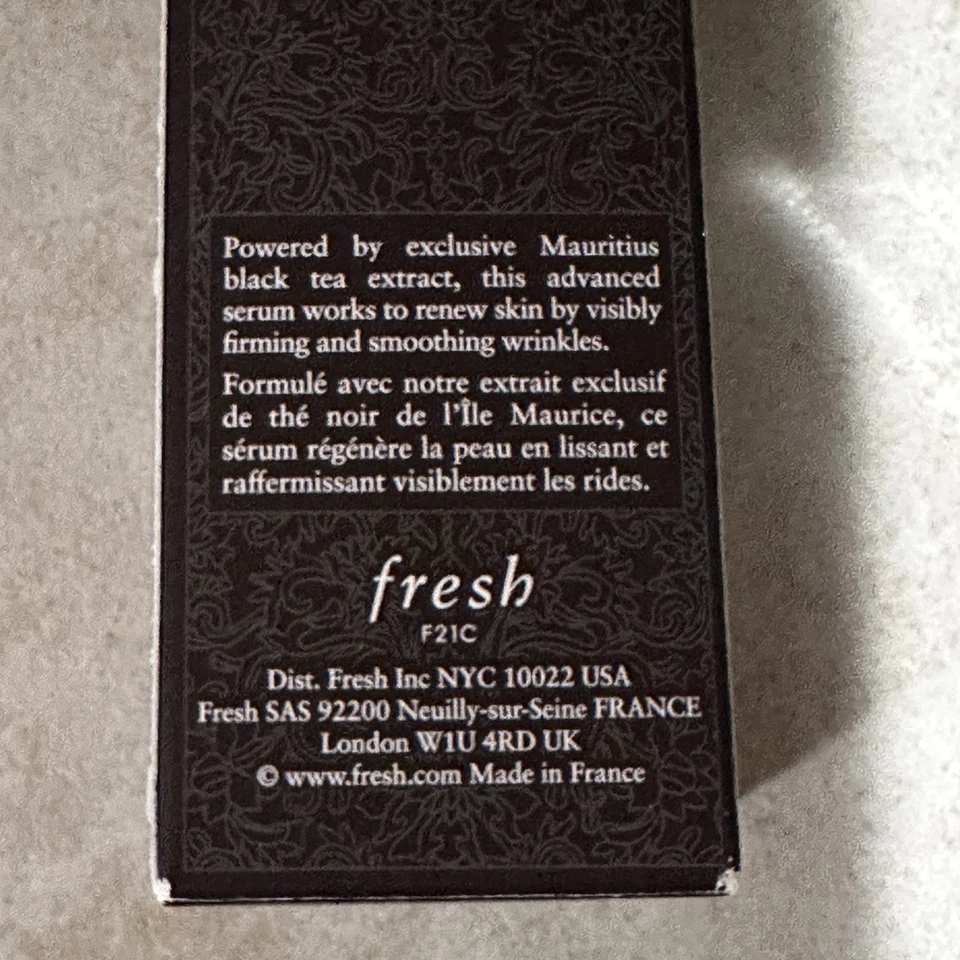 Powered by exclusive Mauritius
black tea extract, this advanced
serum works to renew skin by visibly
firming and smoothing wrinkles.
Formulé avec notre extrait exclusif
de thé noir de l'Île Maurice, ce
sérum régénère la peau en lissant et
raffermissant visiblement les rides.
fresh
F21C
Dist. Fresh Inc NYC 10022 USA
Fresh SAS 92200 Neuilly-sur-Seine FRANCE
London W1U 4RD UK
© www.fresh.com Made in France